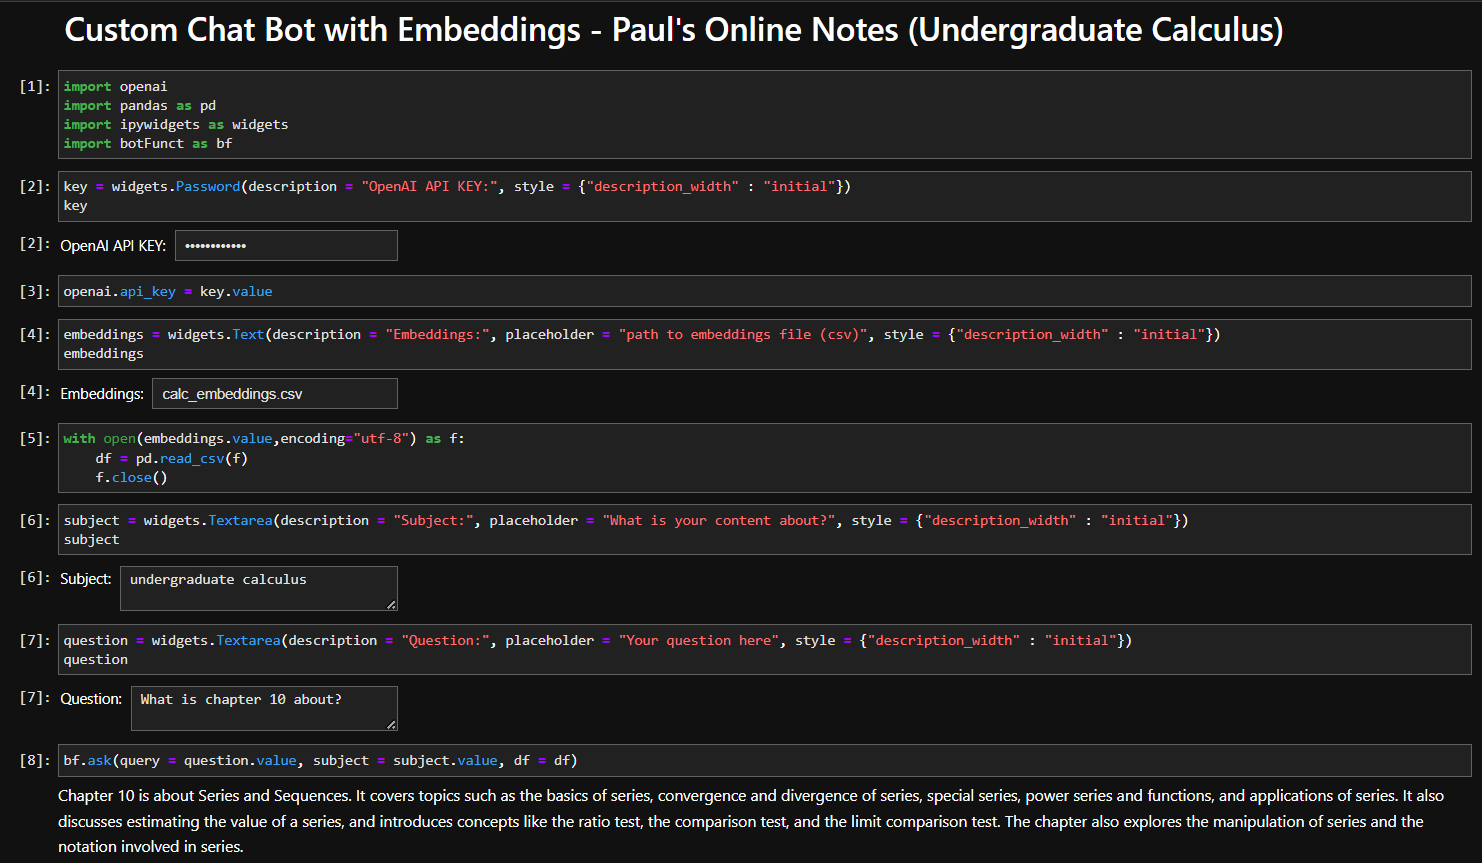 Custom Chat Bot with Embeddings - Paul's Online Notes (Undergraduate Calculus)
[1]: import openai
import pandas as pd
import ipywidgets as widgets
import botFunct as bf
[2]: key = widgets.Password(description = "OpenAI API KEY:", style = {"description_width" : "initial"})
key
[2]: OpenAI API KEY: ••••••••••••
[3]: openai.api_key = key.value
[4]: embeddings = widgets.Text(description = "Embeddings:", placeholder = "path to embeddings file (csv)", style = {"description_width" : "initial"})
embeddings
[4]: Embeddings: calc_embeddings.csv
[5]: with open(embeddings.value,encoding="utf-8") as f:
    df = pd.read_csv(f)
    f.close()
[6]: subject = widgets.Textarea(description = "Subject:", placeholder = "What is your content about?", style = {"description_width" : "initial"})
subject
[6]: Subject: undergraduate calculus
[7]: question = widgets.Textarea(description = "Question:", placeholder = "Your question here", style = {"description_width" : "initial"})
question
[7]: Question: What is chapter 10 about?
[8]: bf.ask(query = question.value, subject = subject.value, df = df)
Chapter 10 is about Series and Sequences. It covers topics such as the basics of series, convergence and divergence of series, special series, power series and functions, and applications of series. It also
discusses estimating the value of a series, and introduces concepts like the ratio test, the comparison test, and the limit comparison test. The chapter also explores the manipulation of series and the
notation involved in series.